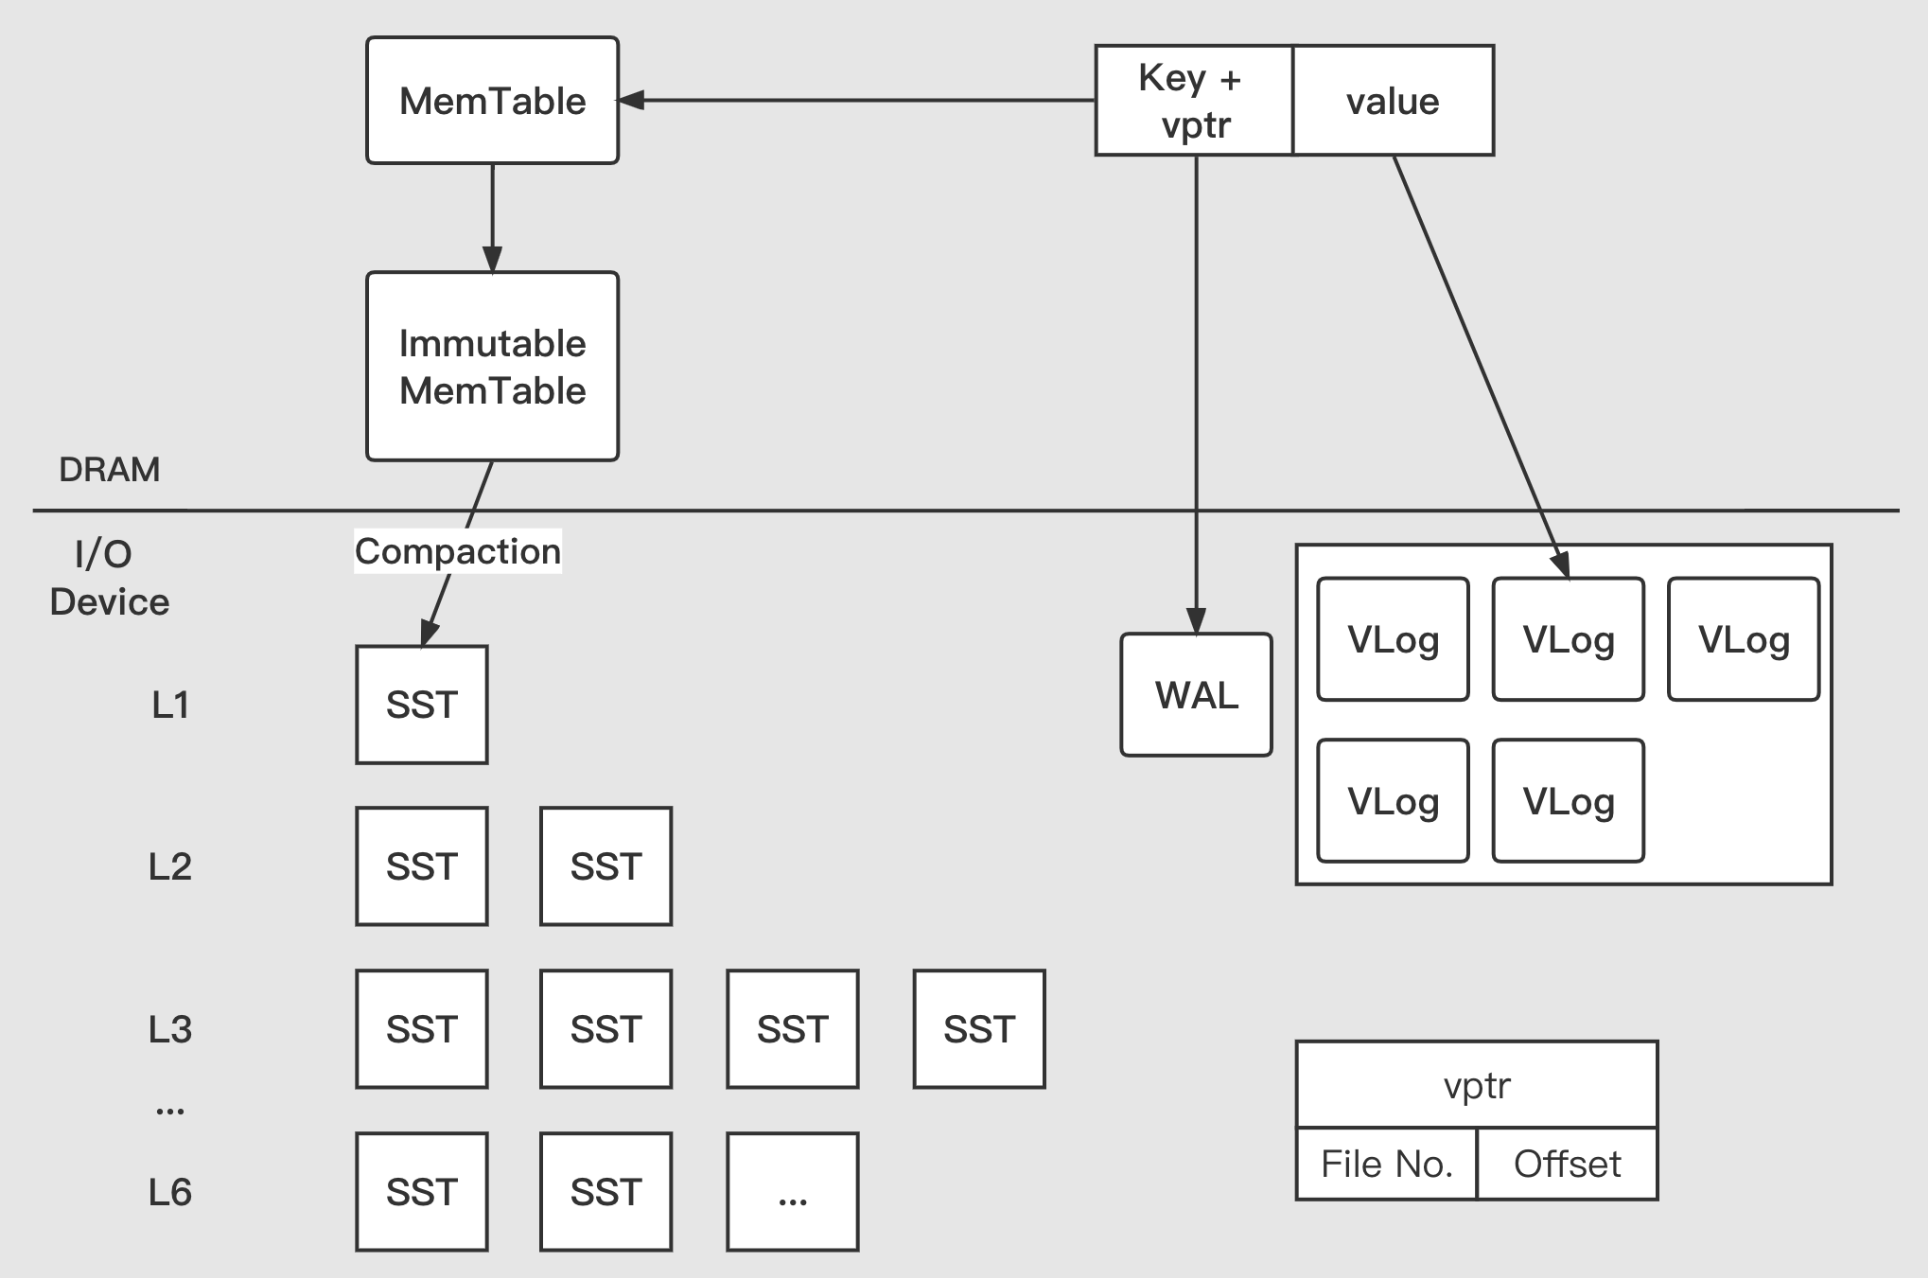 MemTable
Key +
vptr
value
Immutable
MemTable
DRAM
I/O
Device
Compaction
VLog
VLog
VLog
WAL
L1
SST
VLog
VLog
L2
SST
SST
L3
SST
SST
SST
SST
...
vptr
File No.
Offset
L6
SST
SST
...